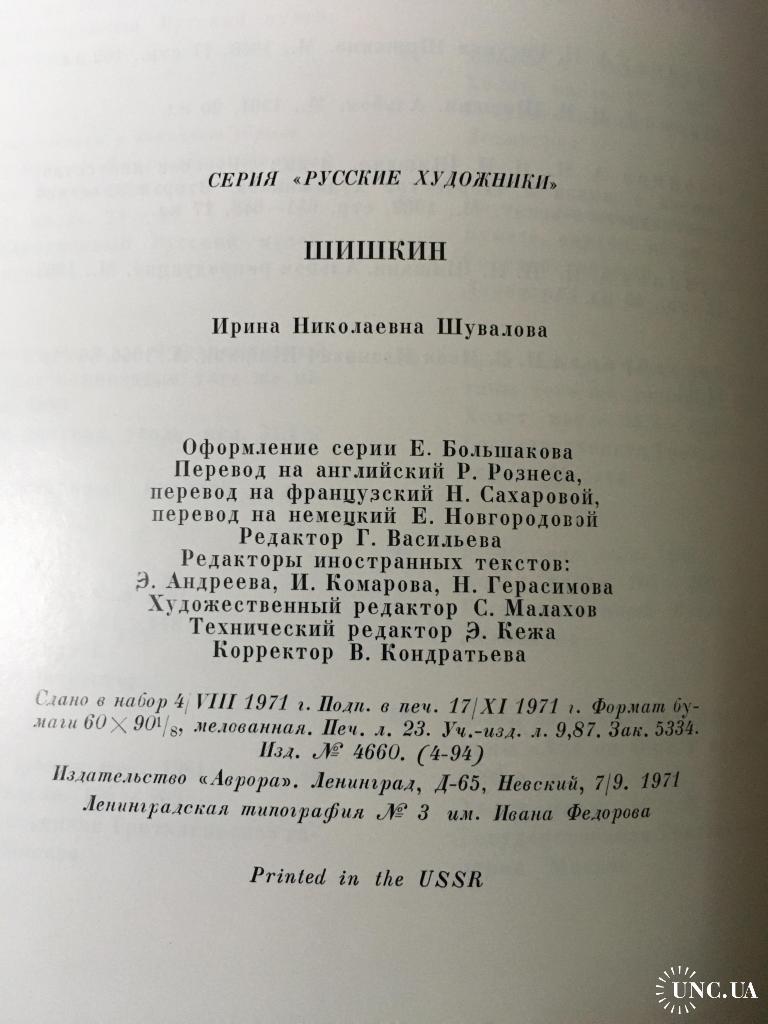 СЕРИЯ «РУССКИЕ ХУДОЖНИКИ»
ШИШКИН
Ирина Николаевна Шувалова
Оформление серии Е. Большакова
Перевод на английский Р. Рознеса,
перевод на французский Н. Сахаровой,
перевод на немецкий Е. Новгородовой
Редактор Г. Васильева
Редакторы иностранных текстов:
Э. Андреева, И. Комарова, Н. Герасимова
Художественный редактор С. Малахов
Технический редактор Э. Кежа
Корректор В. Кондратьева
Сдано в набор 4/VIII 1971 г. Подп. в печ. 17/XI 1971 г. Формат бу-
маги 60×90¹/₈, мелованная. Печ. л. 23. Уч.-изд. л. 9,87. Зак. 5334.
Изд. № 4660. (4-94)
Издательство «Аврора». Ленинград, Д-65, Невский, 7/9. 1971
Ленинградская типография № 3 им. Ивана Федорова
Printed in the USSR
UNC.UA